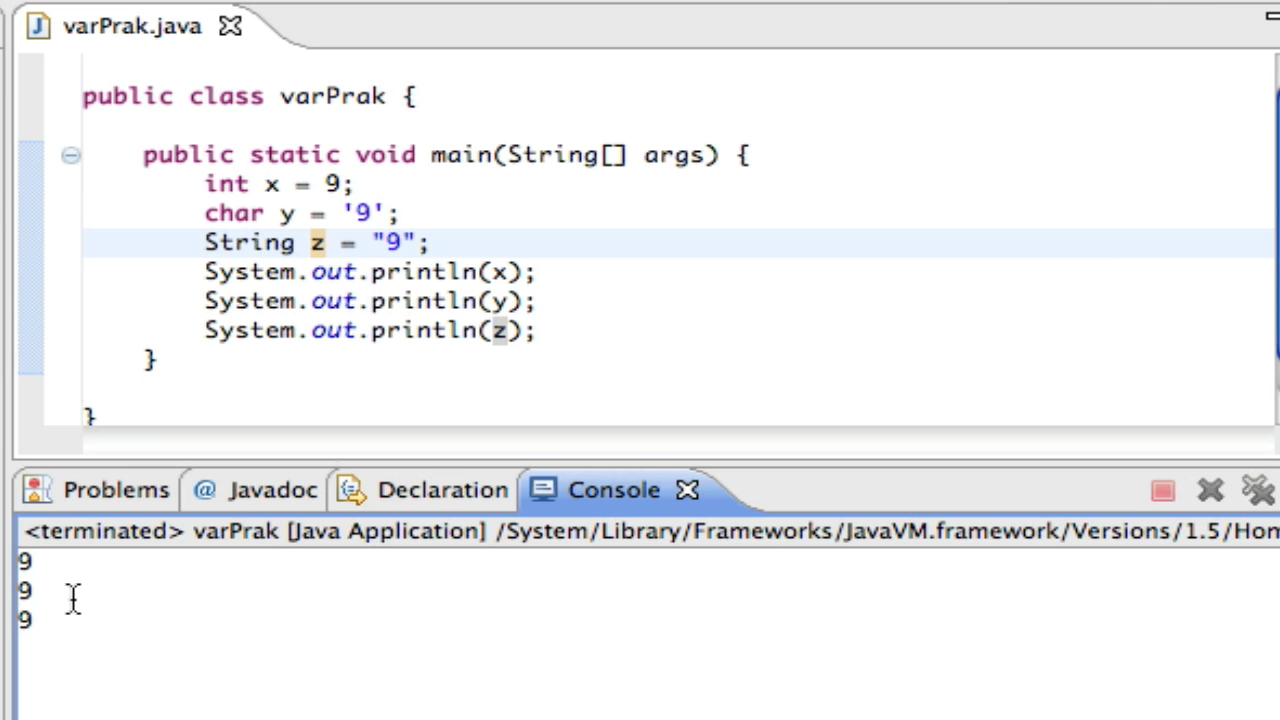 varPrak.java
public class varPrak {
public static void main(String[] args) {
int x = 9;
char y = '9';
String z = "9";
System.out.println(x);
System.out.println(y);
System.out.println(z);
}
}
Problems @ Javadoc Declaration Console
<terminated> varPrak [Java Application] /System/Library/Frameworks/JavaVM.framework/Versions/1.5/Hom
9
9
9